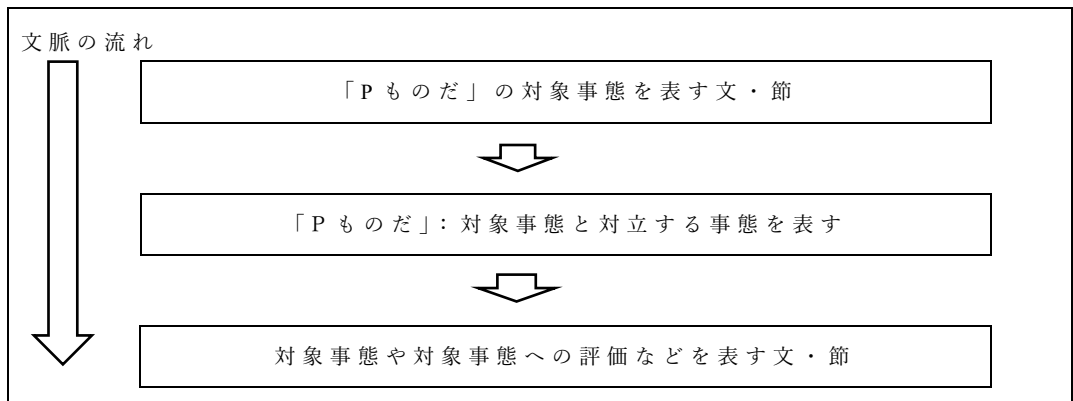 文脈の流れ
「Pものだ」の対象事態を表す文・節
「Pものだ」：対象事態と対立する事態を表す
対象事態や対象事態への評価などを表す文・節